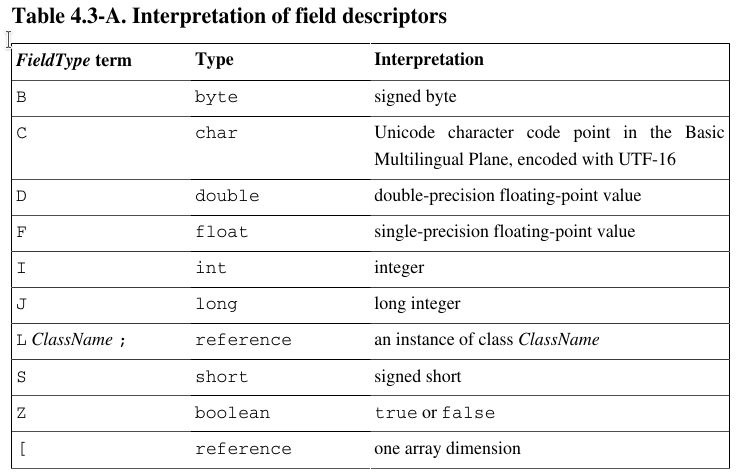 Table 4.3-A. Interpretation of field descriptors
FieldType term Type Interpretation
B byte signed byte
C char Unicode character code point in the Basic
Multilingual Plane, encoded with UTF-16
D double double-precision floating-point value
F float single-precision floating-point value
I int integer
J long long integer
L ClassName ; reference an instance of class ClassName
S short signed short
Z boolean true or false
[ reference one array dimension